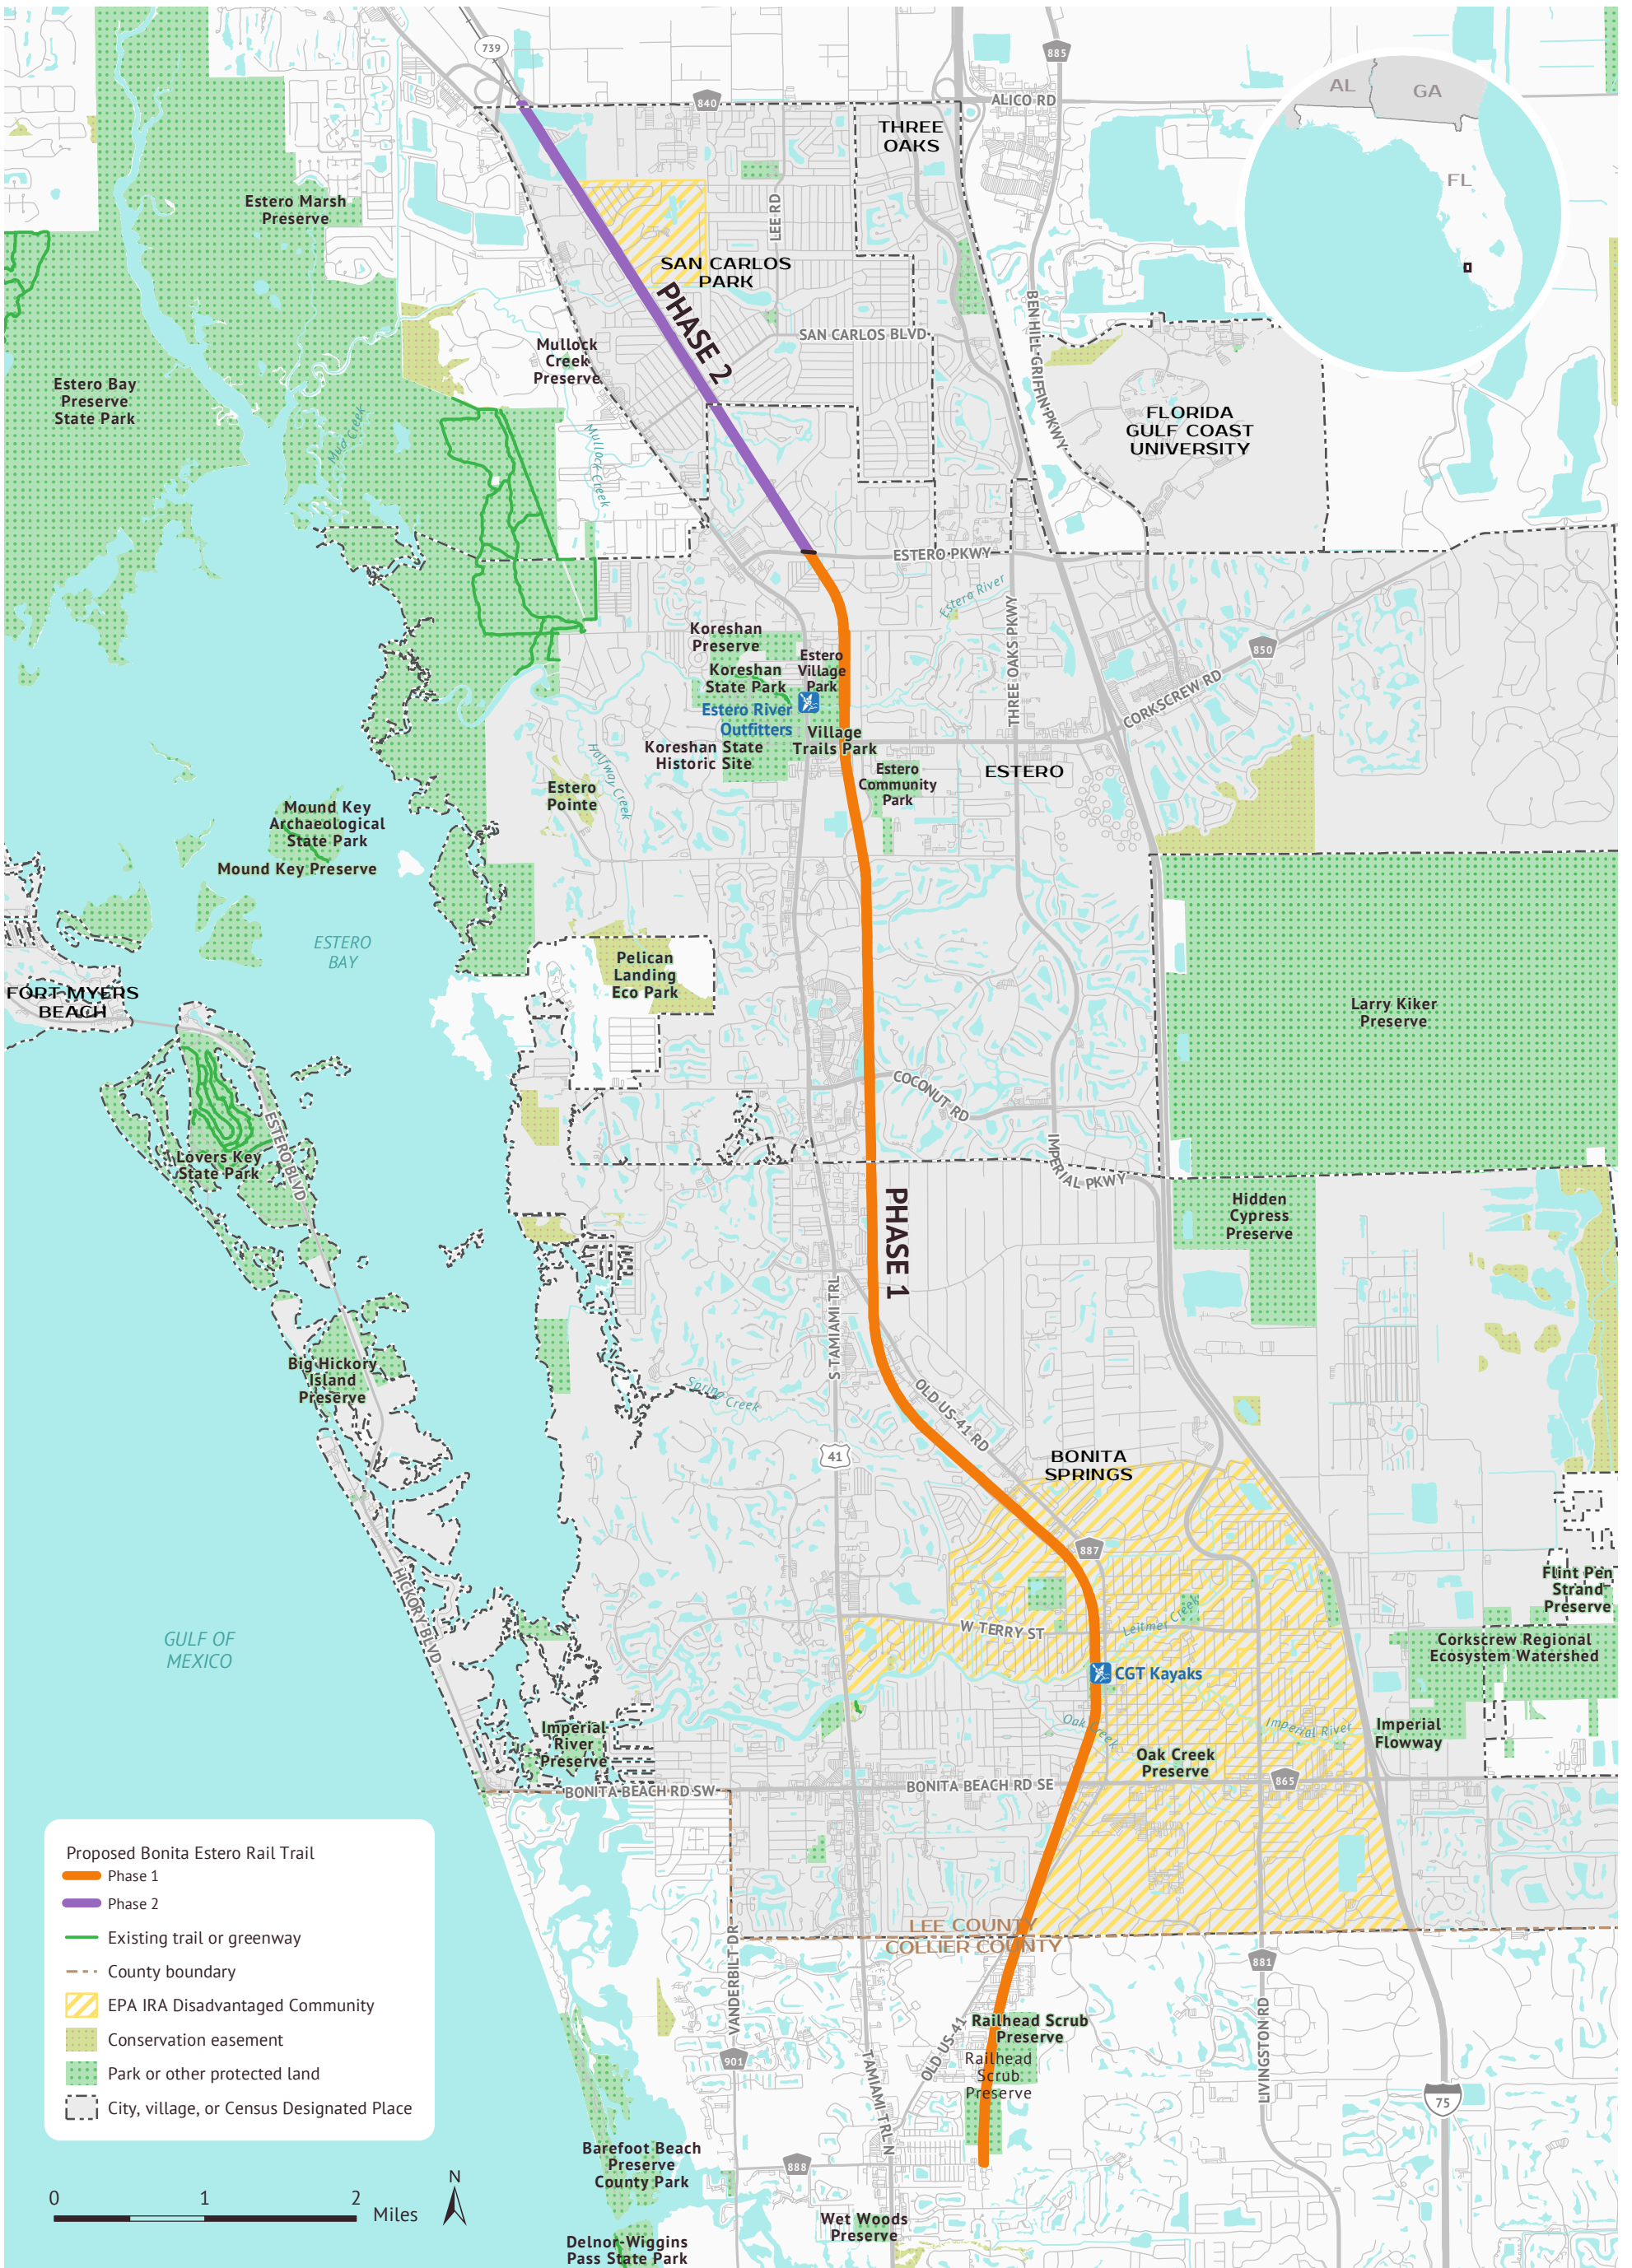 739
885
840
ALICO RD
AL
GA
FL
THREE
OAKS
Estero Marsh
Preserve
LEE RD
SAN CARLOS
PARK
PHASE 2
SAN CARLOS BLVD
BEN HILL GRIFFIN PKWY
Mullock
Creek
Preserve
Estero Bay
Preserve
State Park
Mud Creek
Mullock Creek
FLORIDA
GULF COAST
UNIVERSITY
ESTERO PKWY
Estero River
THREE OAKS PKWY
Koreshan
Preserve
Estero
Village
Park
850
Koreshan
State Park
CORKSCREW RD
Estero River
Outfitters
Village
Trails Park
Koreshan State
Historic Site
Halfway Creek
Estero
Community
Park
ESTERO
Estero
Pointe
Mound Key
Archaeological
State Park
Mound Key Preserve
ESTERO
BAY
Pelican
Landing
Eco Park
FORT MYERS
BEACH
Larry Kiker
Preserve
COCONUT RD
ESTERO BLVD
Lovers Key
State Park
IMPERIAL PKWY
PHASE 1
Hidden
Cypress
Preserve
S TAMIAMI TRL
Big Hickory
Island
Preserve
Spring Creek
OLD US-41 RD
41
BONITA
SPRINGS
887
HICKORY BLVD
Flint Pen
Strand
Preserve
W TERRY ST
Leitner Creek
GULF OF
MEXICO
Corkscrew Regional
Ecosystem Watershed
CGT Kayaks
Imperial
River
Preserve
Oak Creek
Imperial River
Imperial
Flowway
Oak Creek
Preserve
BONITA BEACH RD SW
BONITA BEACH RD SE
865
Proposed Bonita Estero Rail Trail
Phase 1
Phase 2
Existing trail or greenway
County boundary
EPA IRA Disadvantaged Community
Conservation easement
Park or other protected land
City, village, or Census Designated Place
LEE COUNTY
COLLIER COUNTY
VANDERBILT DR
881
LIVINGSTON RD
Railhead Scrub
Preserve
Railhead
Scrub
Preserve
OLD US-41
901
TAMIAMI TRL N
75
Barefoot Beach
Preserve
County Park
888
0
1
2
Miles
N
Wet Woods
Preserve
Delnor-Wiggins
Pass State Park